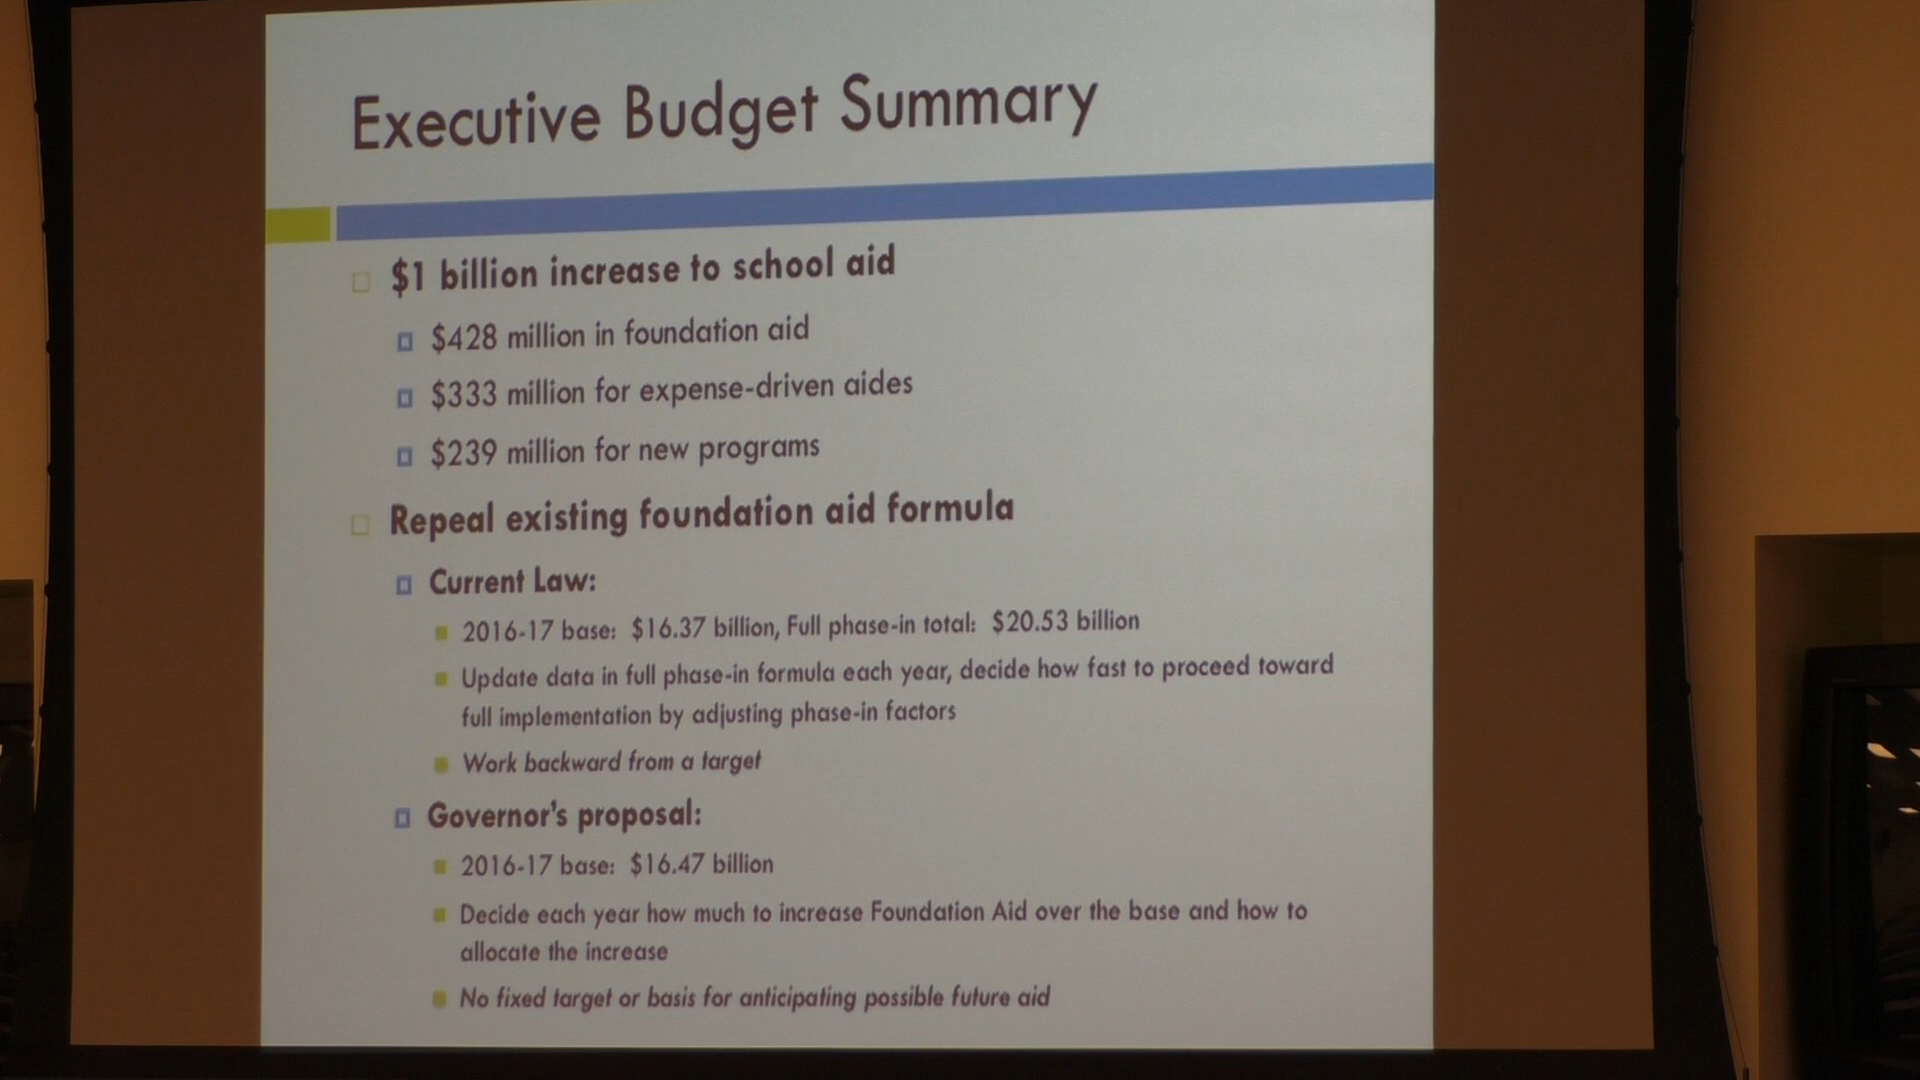 Executive Budget Summary
$1 billion increase to school aid
$428 million in foundation aid
$333 million for expense-driven aides
$239 million for new programs
Repeal existing foundation aid formula
Current Law:
2016-17 base: $16.37 billion, Full phase-in total: $20.53 billion
Update data in full phase-in formula each year, decide how fast to proceed toward
full implementation by adjusting phase-in factors
Work backward from a target
Governor's proposal:
2016-17 base: $16.47 billion
Decide each year how much to increase Foundation Aid over the base and how to
allocate the increase
No fixed target or basis for anticipating possible future aid